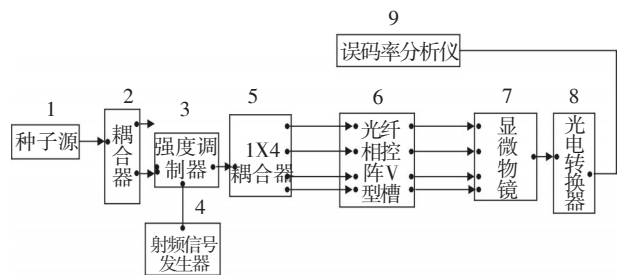 9
误码率分析仪
1
种子源
2
耦
合
器
3
强度调
制器
4
射频信号
发生器
5
1X4
耦合器
6
光纤
相控
阵V
型槽
7
显
微
物
镜
8
光
电
转
换
器